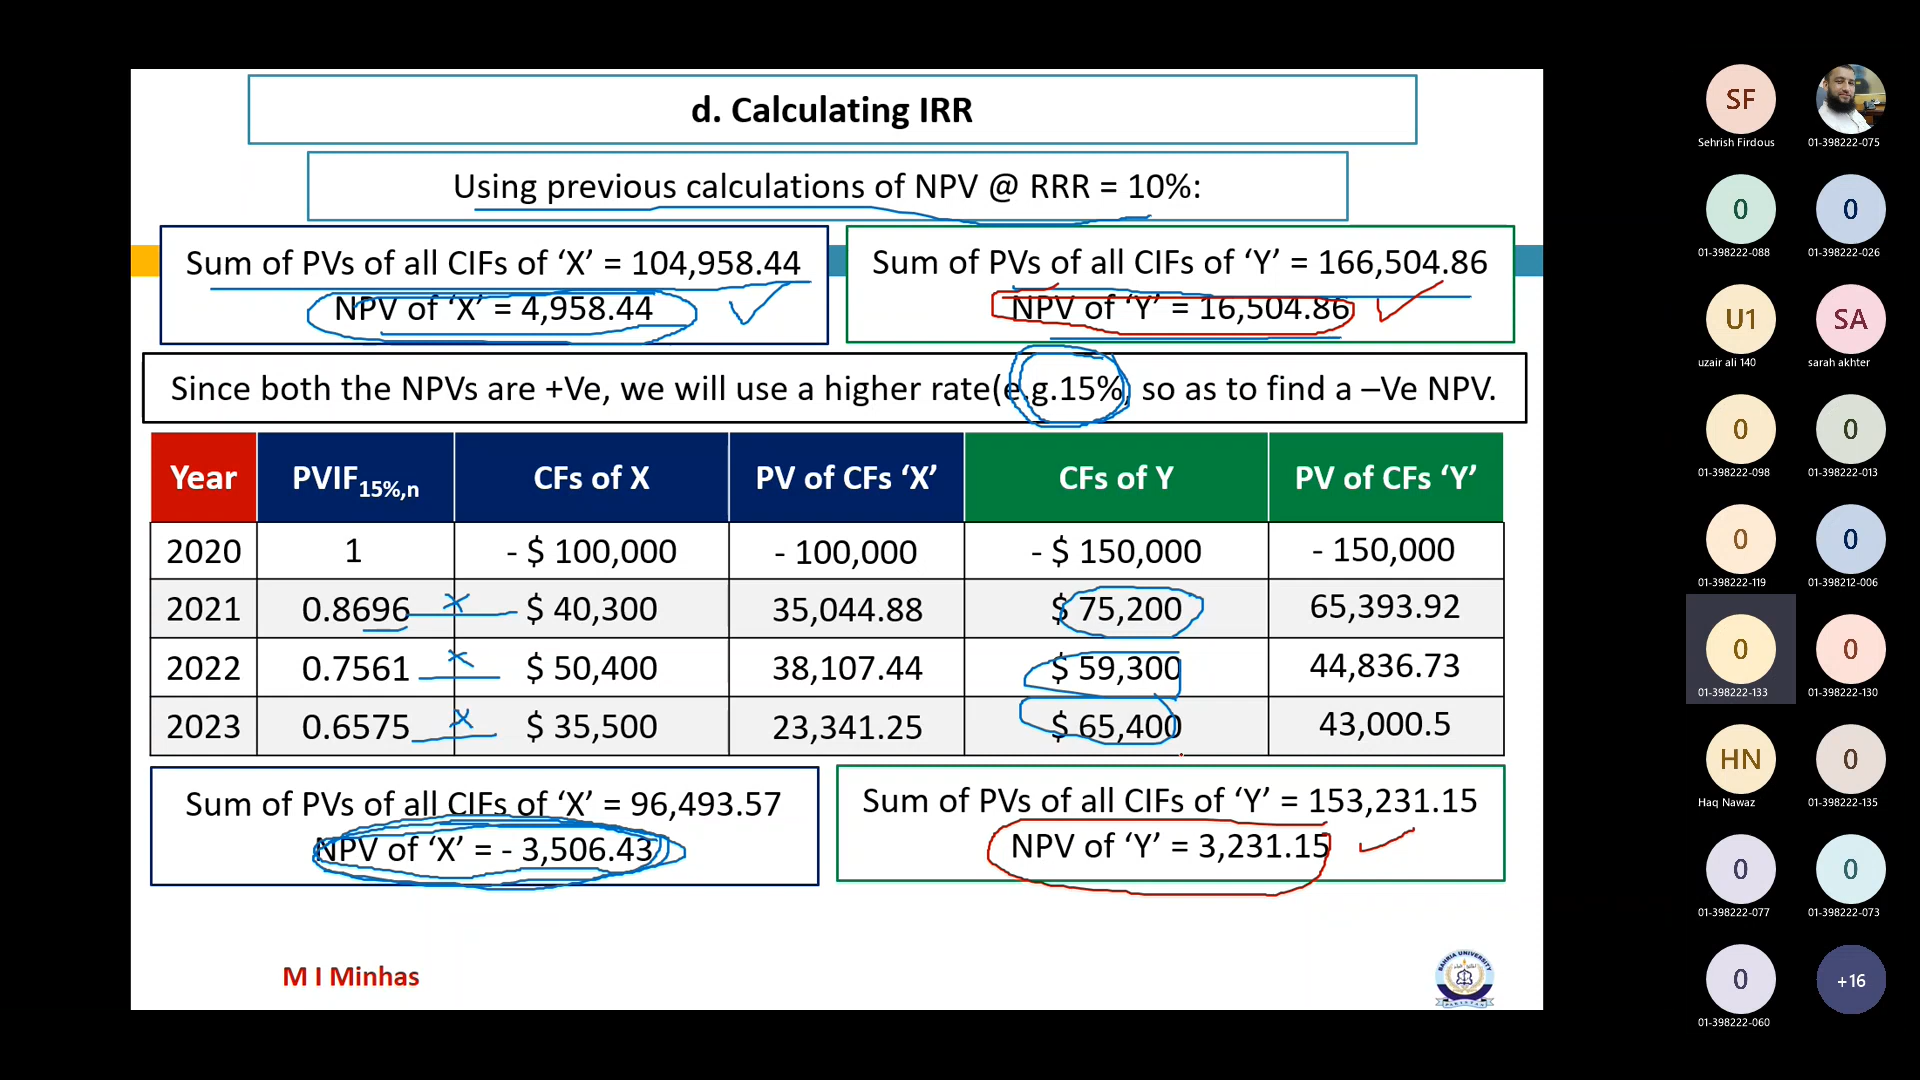 d. Calculating IRR
Using previous calculations of NPV @ RRR = 10%:
Sum of PVs of all CIFs of ‘X’ = 104,958.44
NPV of ‘X’ = 4,958.44
Sum of PVs of all CIFs of ‘Y’ = 166,504.86
NPV of ‘Y’ = 16,504.86
Since both the NPVs are +Ve, we will use a higher rate(e.g.15%, so as to find a –Ve NPV.
Year PVIF15%,n CFs of X PV of CFs ‘X’ CFs of Y PV of CFs ‘Y’
2020 1 - $ 100,000 - 100,000 - $ 150,000 - 150,000
2021 0.8696 x $ 40,300 35,044.88 $ 75,200 65,393.92
2022 0.7561 x $ 50,400 38,107.44 $ 59,300 44,836.73
2023 0.6575 x $ 35,500 23,341.25 $ 65,400 43,000.5
Sum of PVs of all CIFs of ‘X’ = 96,493.57
NPV of ‘X’ = - 3,506.43
Sum of PVs of all CIFs of ‘Y’ = 153,231.15
NPV of ‘Y’ = 3,231.15
M I Minhas
BAHRIA UNIVERSITY
SF
Sehrish Firdous
01-398222-075
0
01-398222-088
0
01-398222-026
U1
uzair ali 140
SA
sarah akhter
0
01-398222-098
0
01-398222-013
0
01-398222-119
0
01-398212-006
0
01-398222-133
0
01-398222-130
HN
Haq Nawaz
0
01-398222-135
0
01-398222-077
0
01-398222-073
0
01-398222-060
+16